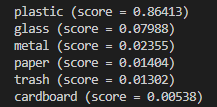 plastic (score = 0.86413)
glass (score = 0.07988)
metal (score = 0.02355)
paper (score = 0.01404)
trash (score = 0.01302)
cardboard (score = 0.00538)